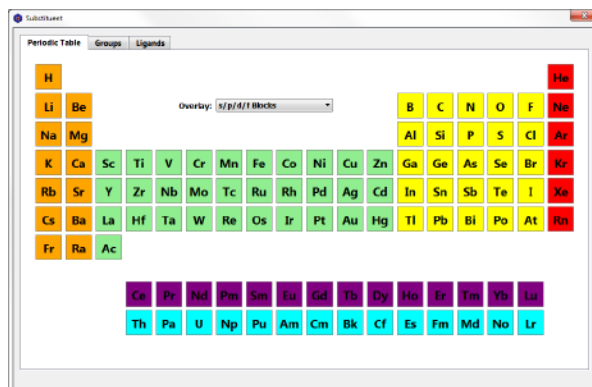 Substituent
Periodic Table Groups Ligands
H He
Overlay: s/p/d/f Blocks
Li Be B C N O F Ne
Na Mg Al Si P S Cl Ar
K Ca Sc Ti V Cr Mn Fe Co Ni Cu Zn Ga Ge As Se Br Kr
Rb Sr Y Zr Nb Mo Tc Ru Rh Pd Ag Cd In Sn Sb Te I Xe
Cs Ba La Hf Ta W Re Os Ir Pt Au Hg Tl Pb Bi Po At Rn
Fr Ra Ac
Ce Pr Nd Pm Sm Eu Gd Tb Dy Ho Er Tm Yb Lu
Th Pa U Np Pu Am Cm Bk Cf Es Fm Md No Lr